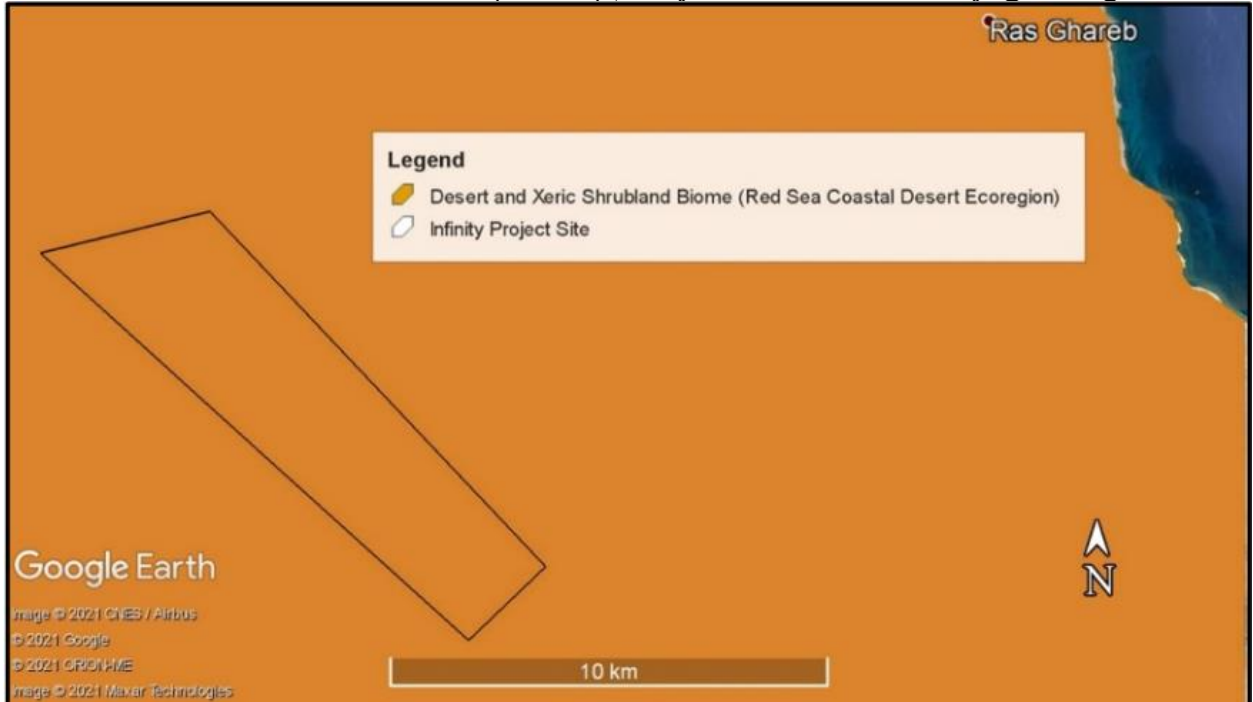 Ras Ghareb
Legend
Desert and Xeric Shrubland Biome (Red Sea Coastal Desert Ecoregion)
Infinity Project Site
N
Google Earth
Image © 2021 CNES / Airbus
© 2021 Google
© 2021 ORION-ME
Image © 2021 Maxar Technologies
10 km